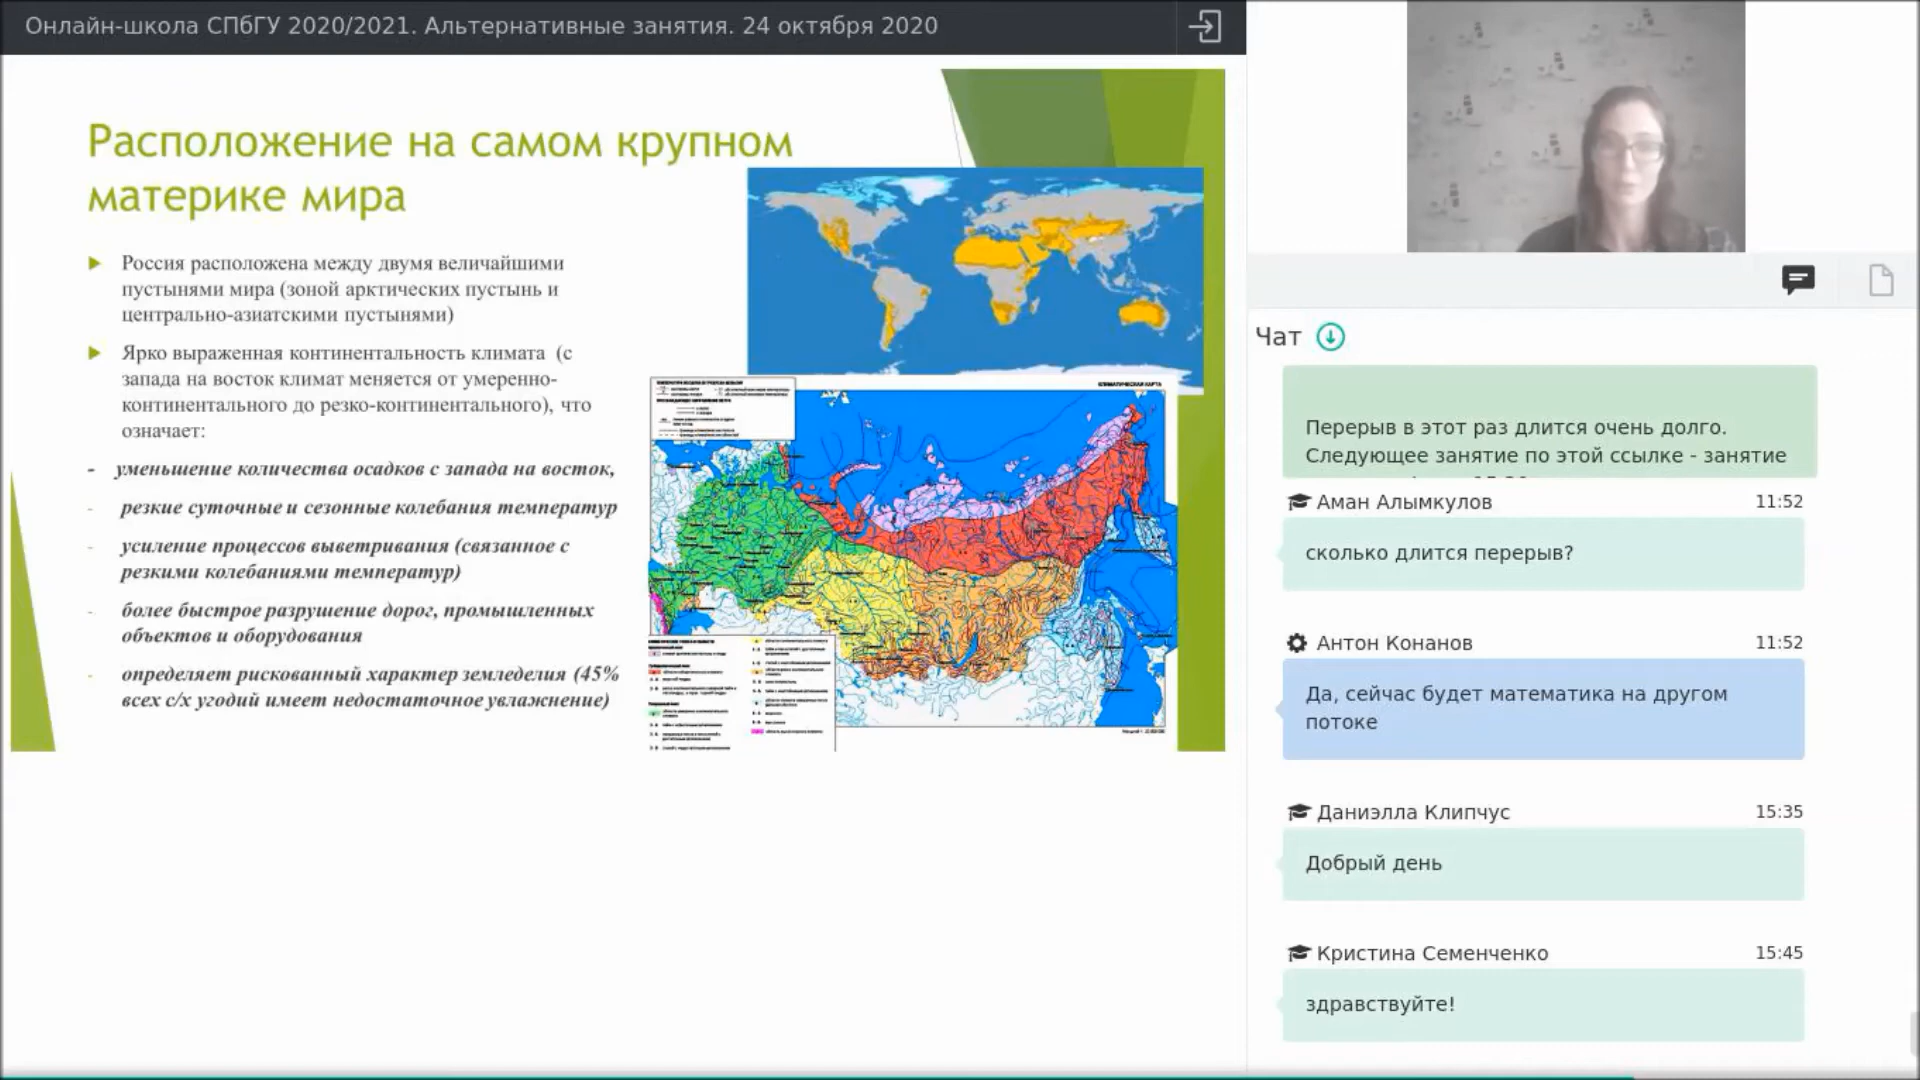 Онлайн-школа СПбГУ 2020/2021. Альтернативные занятия. 24 октября 2020
Расположение на самом крупном
материке мира
Россия расположена между двумя величайшими
пустынями мира (зоной арктических пустынь и
центрально-азиатскими пустынями)
Ярко выраженная континентальность климата (с
запада на восток климат меняется от умеренно-
континентального до резко-континентального), что
означает:
- уменьшение количества осадков с запада на восток,
- резкие суточные и сезонные колебания температур
- усиление процессов выветривания (связанное с
резкими колебаниями температур)
- более быстрое разрушение дорог, промышленных
объектов и оборудования
- определяет рискованный характер земледелия (45%
всех с/х угодий имеет недостаточное увлажнение)
КЛИМАТИЧЕСКАЯ КАРТА
Чат
Перерыв в этот раз длится очень долго.
Следующее занятие по этой ссылке - занятие
Аман Алымкулов 11:52
сколько длится перерыв?
Антон Конанов 11:52
Да, сейчас будет математика на другом
потоке
Даниэлла Клипчус 15:35
Добрый день
Кристина Семенченко 15:45
здравствуйте!